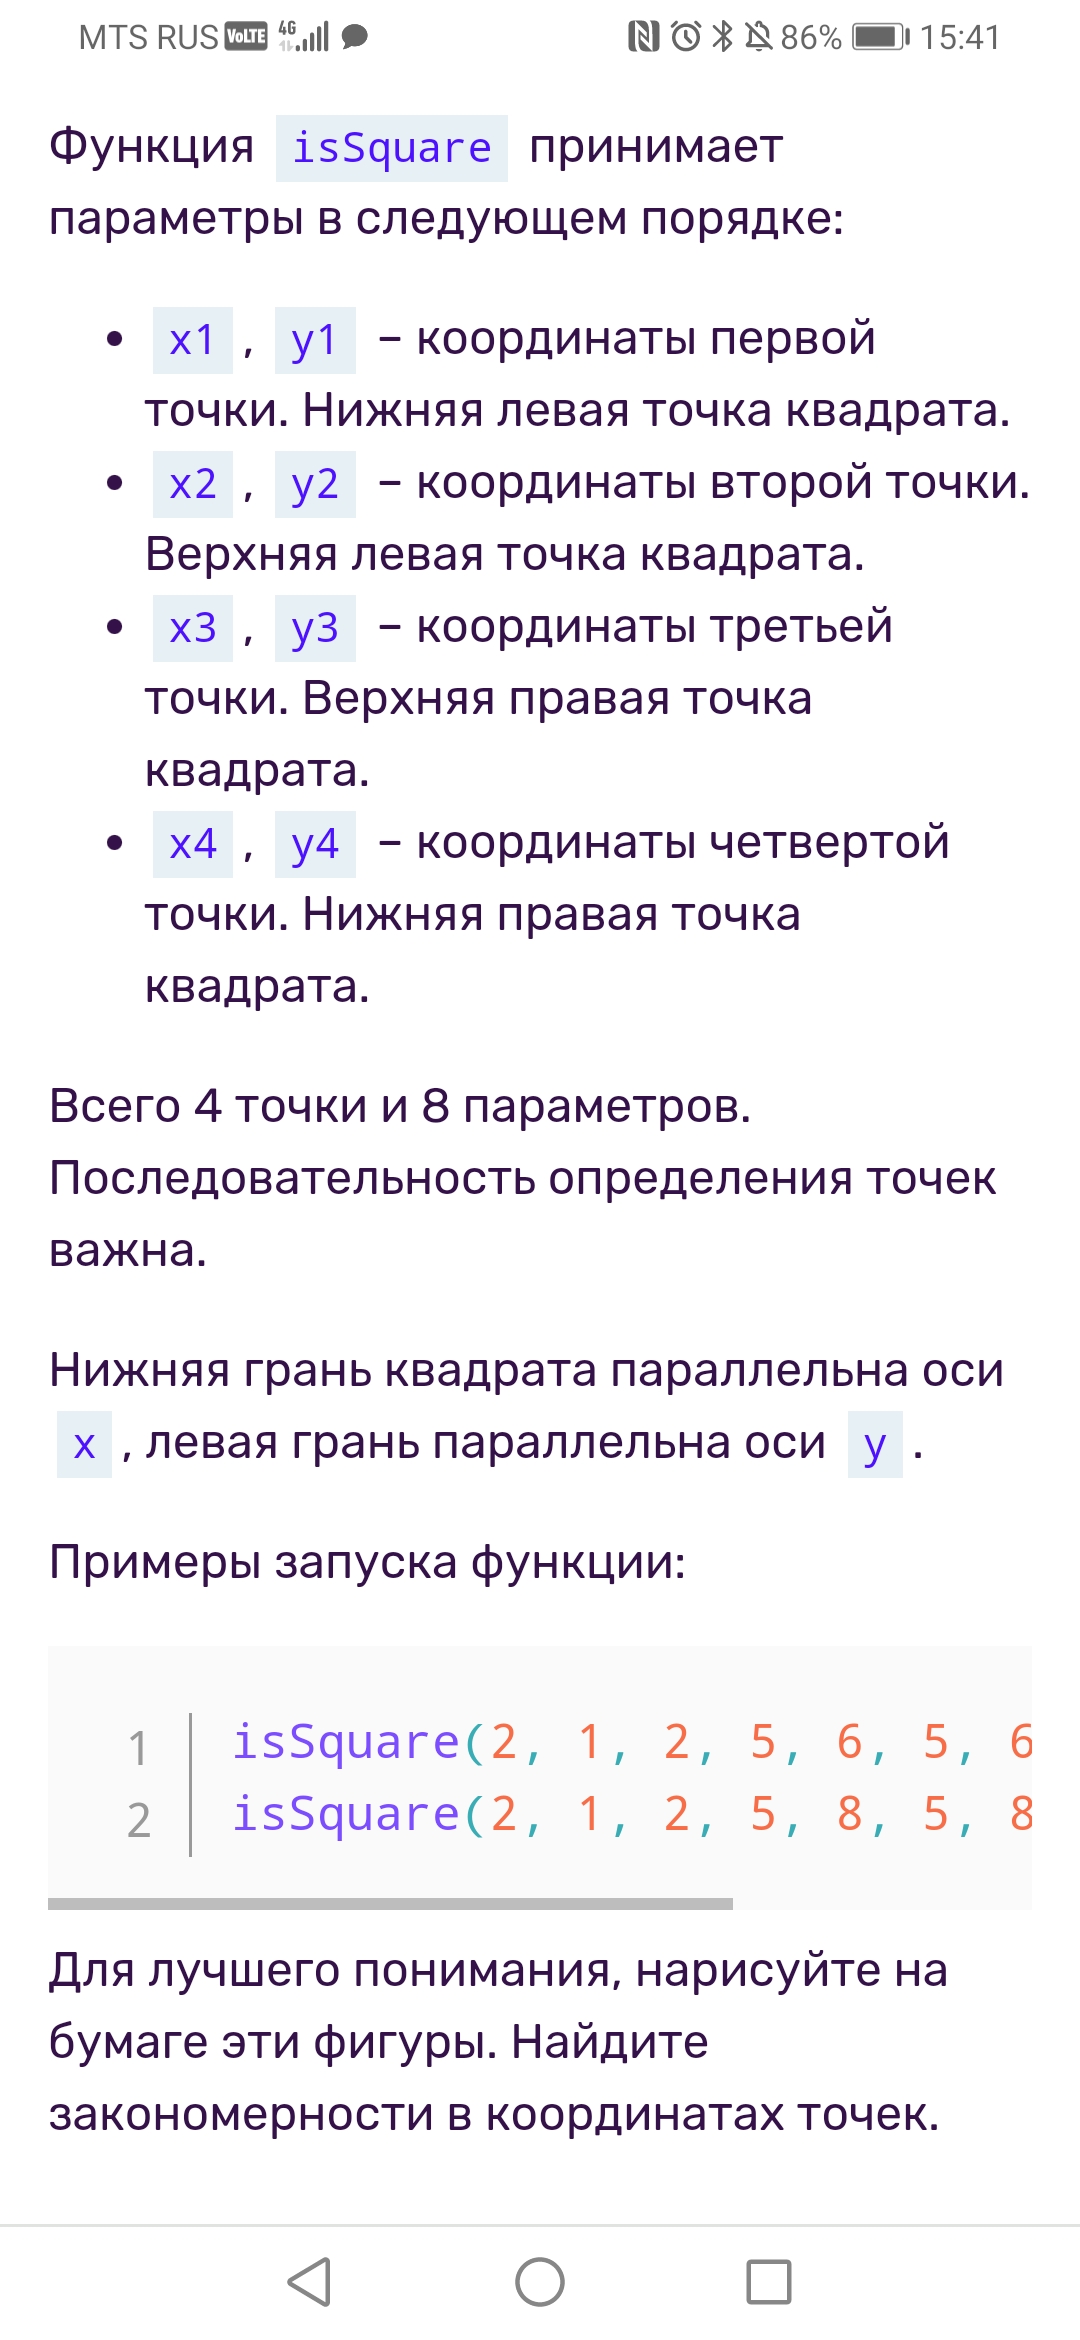 MTS RUS VoLTE 4G 86% 15:41
Функция isSquare принимает
параметры в следующем порядке:
• x1 , y1 – координаты первой
точки. Нижняя левая точка квадрата.
• x2 , y2 – координаты второй точки.
Верхняя левая точка квадрата.
• x3 , y3 – координаты третьей
точки. Верхняя правая точка
квадрата.
• x4 , y4 – координаты четвертой
точки. Нижняя правая точка
квадрата.
Всего 4 точки и 8 параметров.
Последовательность определения точек
важна.
Нижняя грань квадрата параллельна оси
x , левая грань параллельна оси y .
Примеры запуска функции:
1 isSquare(2, 1, 2, 5, 6, 5, 6
2 isSquare(2, 1, 2, 5, 8, 5, 8
Для лучшего понимания, нарисуйте на
бумаге эти фигуры. Найдите
закономерности в координатах точек.